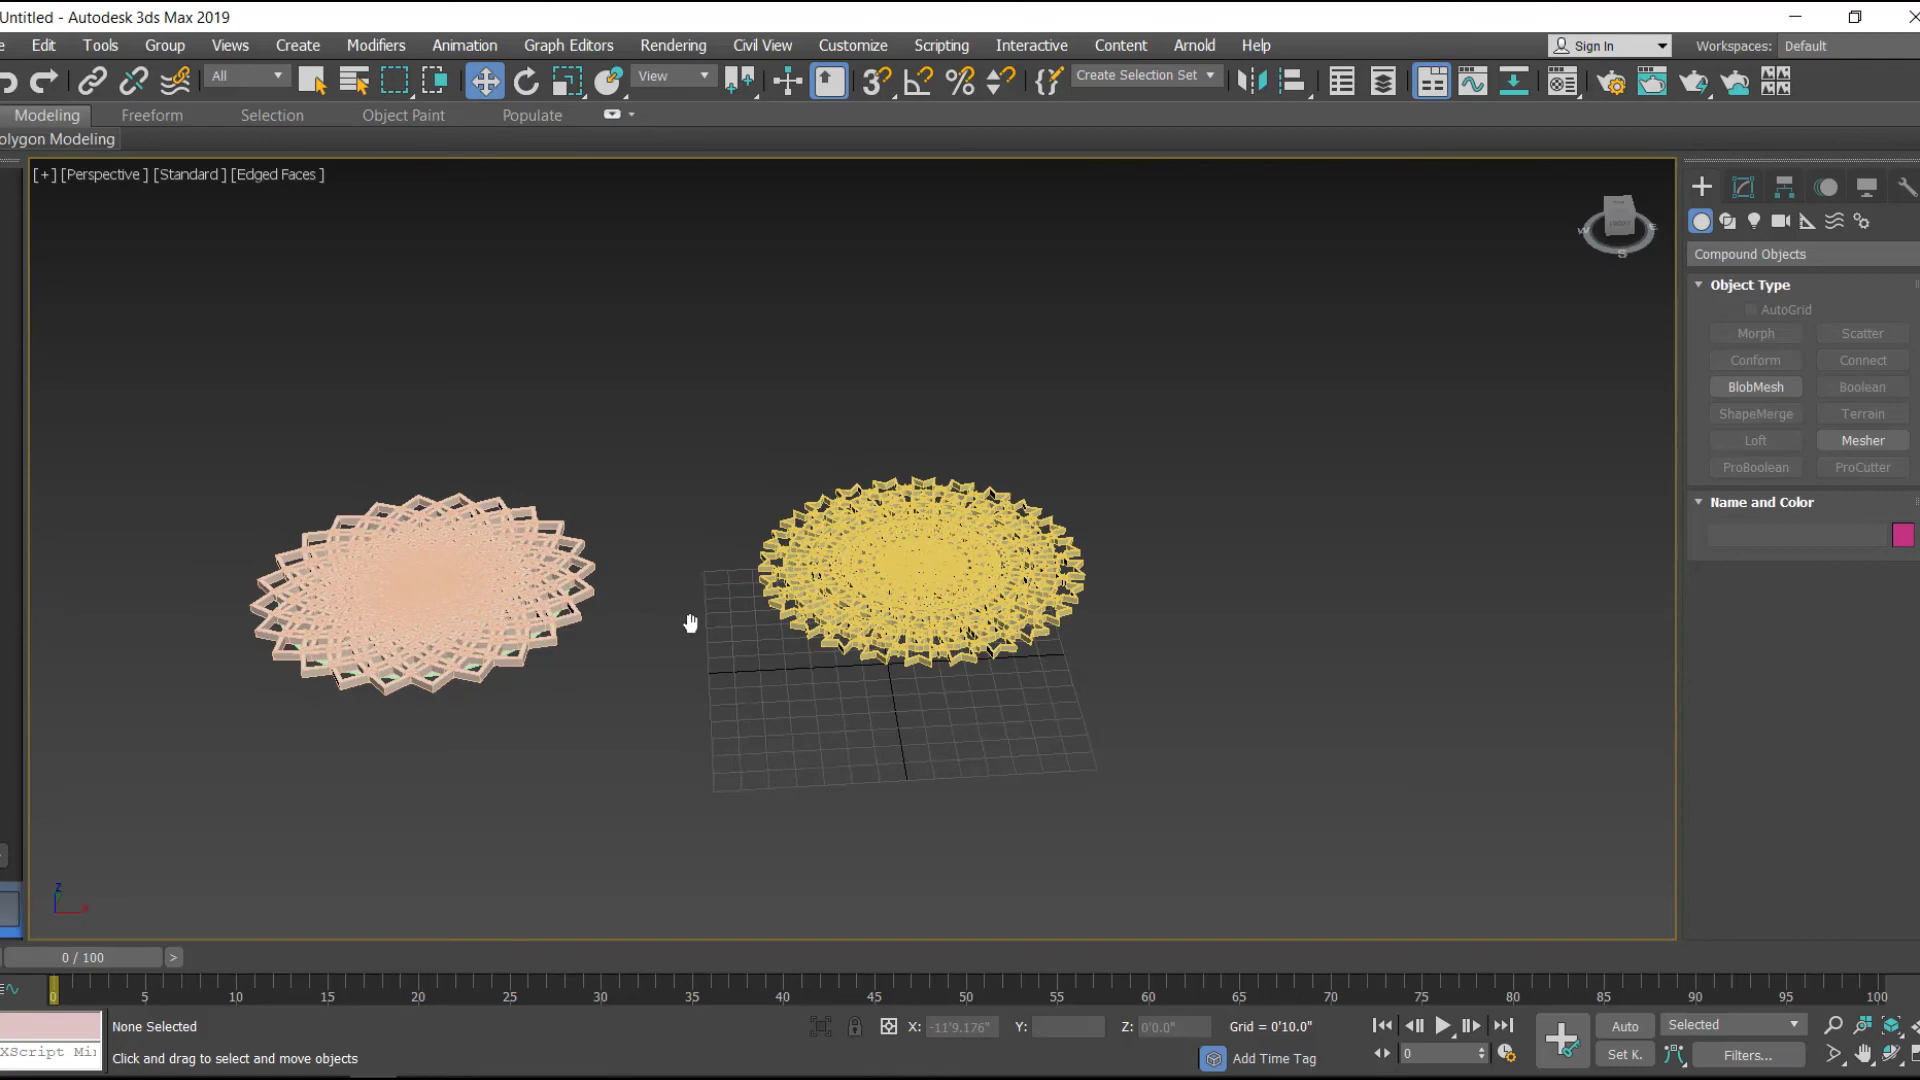 Untitled - Autodesk 3ds Max 2019
Edit Tools Group Views Create Modifiers Animation Graph Editors Rendering Civil View Customize Scripting Interactive Content Arnold Help Sign In Workspaces: Default
All View Create Selection Set
Modeling Freeform Selection Object Paint Populate
olygon Modeling
[+] [Perspective ] [Standard ] [Edged Faces ]
W E
S
Compound Objects
Object Type
AutoGrid
Morph Scatter
Conform Connect
BlobMesh Boolean
ShapeMerge Terrain
Loft Mesher
ProBoolean ProCutter
Name and Color
z
x
0 / 100 >
0 5 10 15 20 25 30 35 40 45 50 55 60 65 70 75 80 85 90 95 100
None Selected X: -11'9.176" Y: Z: 0'0.0" Grid = 0'10.0" Auto Selected
XScript Mi
Click and drag to select and move objects Add Time Tag 0 Set K. Filters...